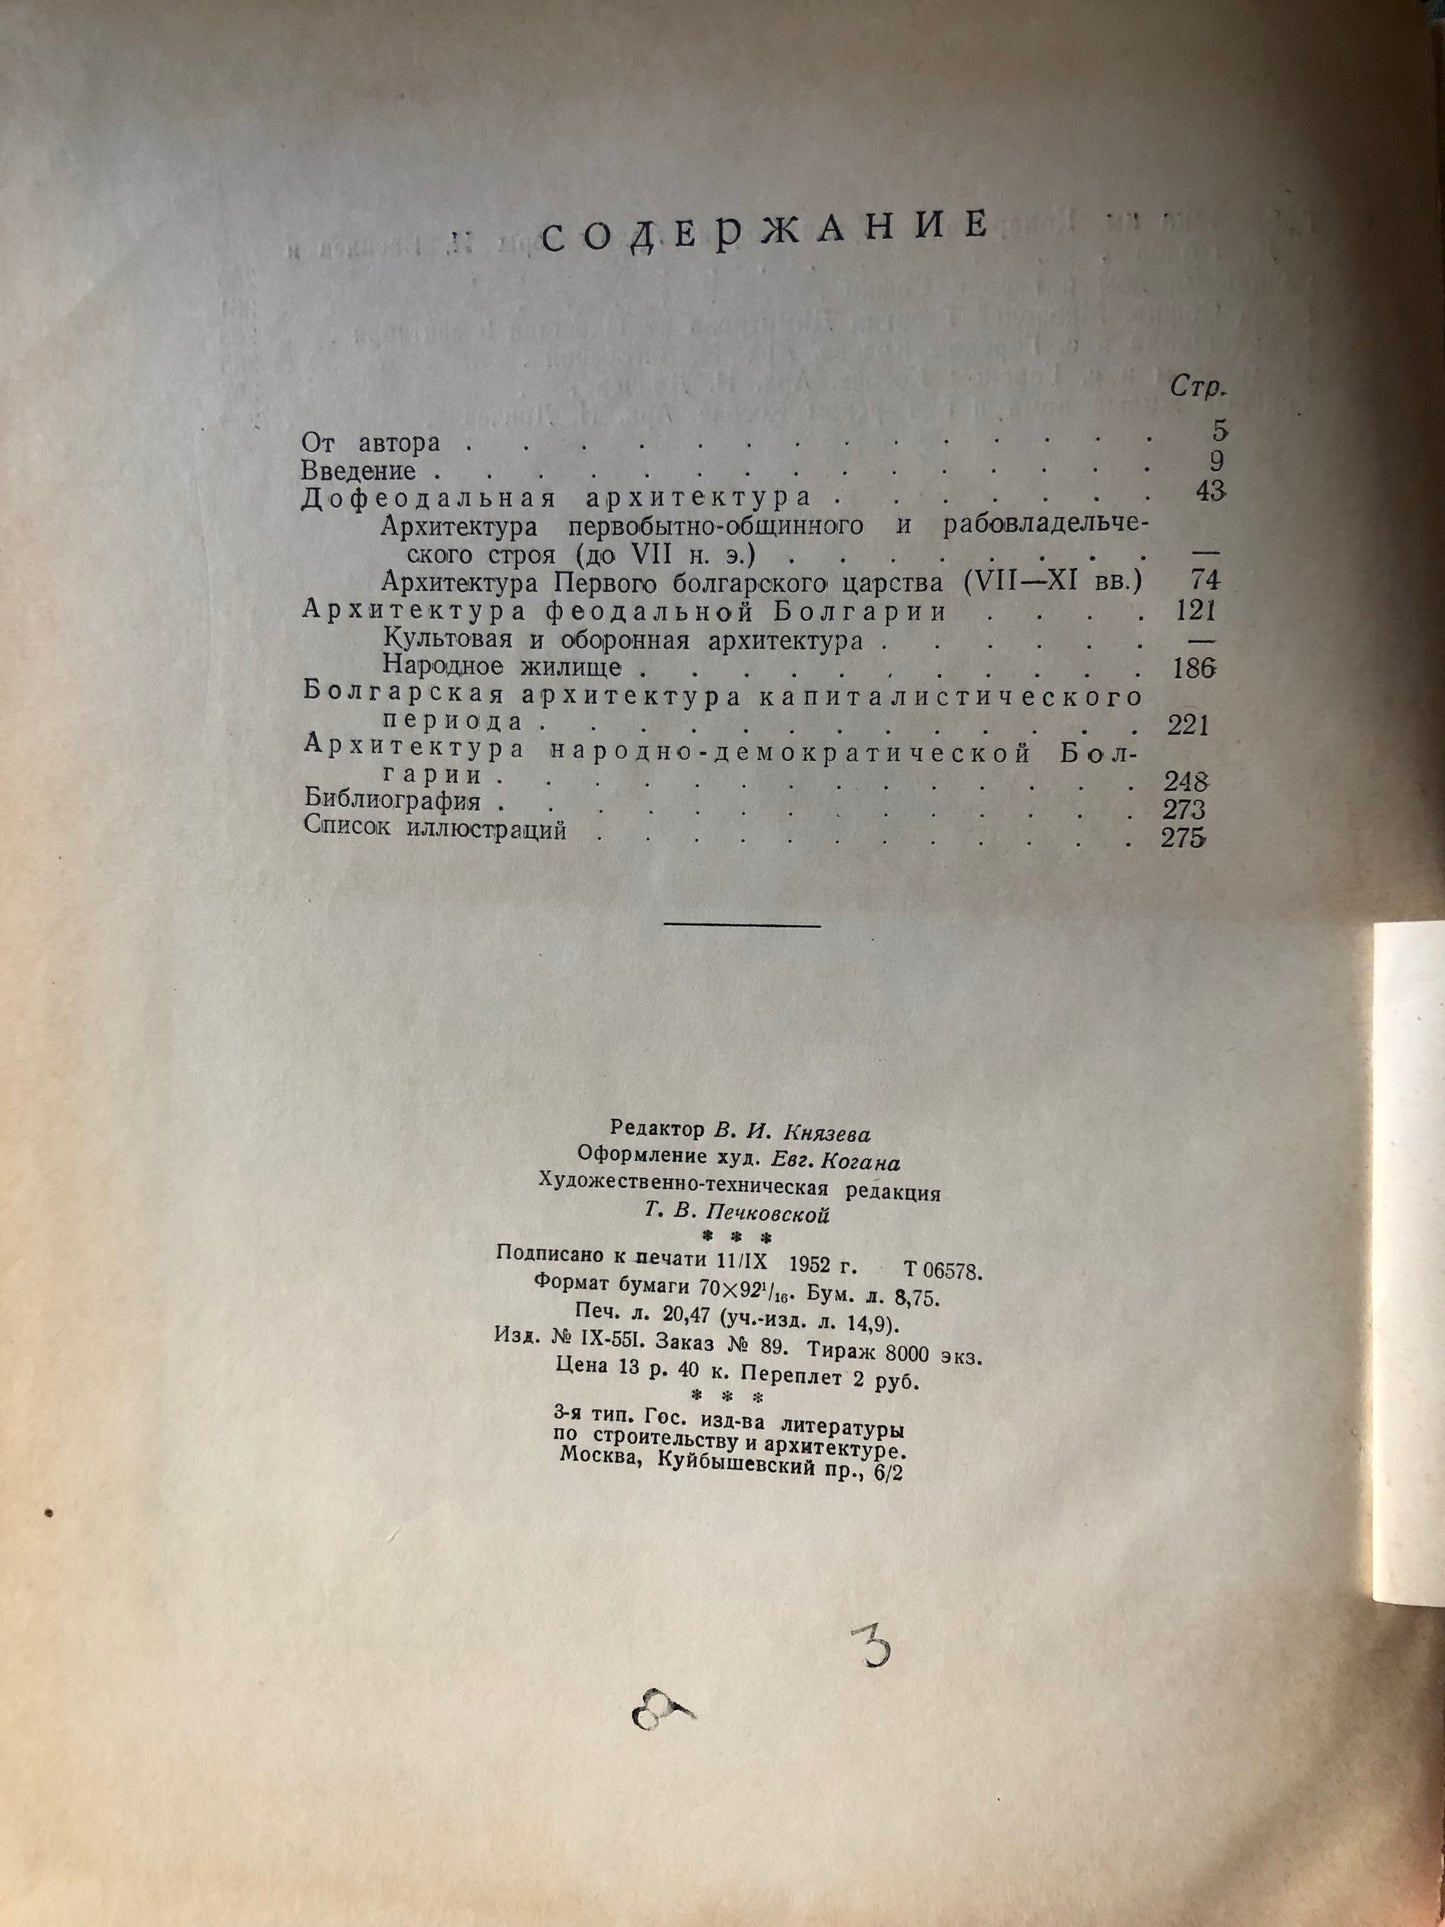 СОДЕРЖАНИЕ
Стр.
От автора . . . . . . . . . . . . . 5
Введение . . . . . . . . . . . . . . 9
Дофеодальная архитектура . . . . . . . 43
Архитектура первобытно-общинного и рабовладельче-
ского строя (до VII н. э.) . . . . . . . . —
Архитектура Первого болгарского царства (VII—XI вв.) 74
Архитектура феодальной Болгарии . . . . 121
Культовая и оборонная архитектура . . . . . . —
Народное жилище . . . . . . . . . . . 186
Болгарская архитектура капиталистического
периода . . . . . . . . . . . . . 221
Архитектура народно-демократической Бол-
гарии . . . . . . . . . . . . . . 248
Библиография . . . . . . . . . . . . . . 273
Список иллюстраций . . . . . . . . . . . . 275
Редактор В. И. Князева
Оформление худ. Евг. Когана
Художественно-техническая редакция
Т. В. Печковской
* * *
Подписано к печати 11/IX 1952 г. Т 06578.
Формат бумаги 70×92¹/₁₆. Бум. л. 8,75.
Печ. л. 20,47 (уч.-изд. л. 14,9).
Изд. № IX-551. Заказ № 89. Тираж 8000 экз.
Цена 13 р. 40 к. Переплет 2 руб.
* * *
3-я тип. Гос. изд-ва литературы
по строительству и архитектуре.
Москва, Куйбышевский пр., 6/2
3